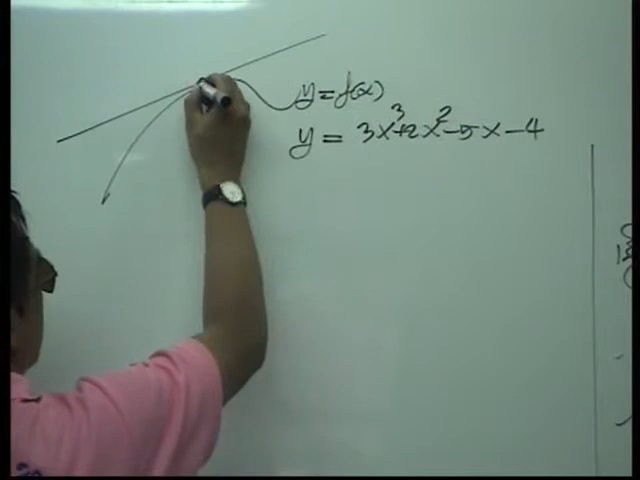 y = f(x)
y = 3x³+2x²-5x-4